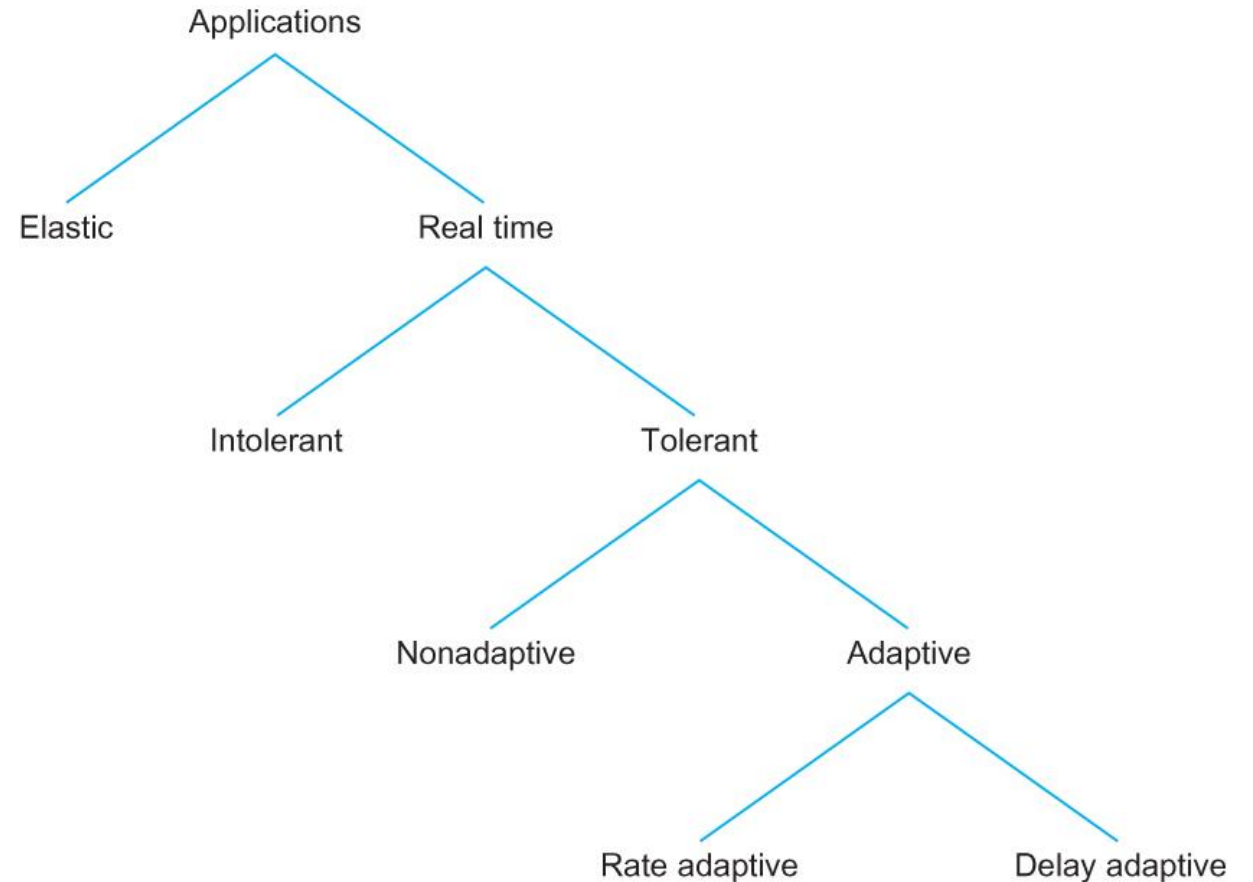 Applications
Elastic
Real time
Intolerant
Tolerant
Nonadaptive
Adaptive
Rate adaptive
Delay adaptive